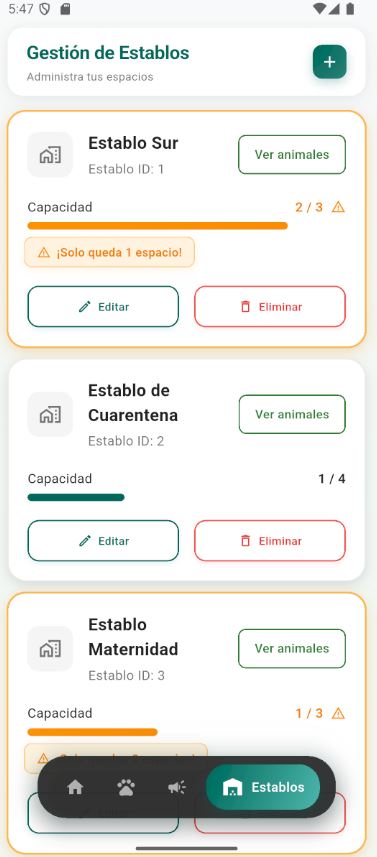 5:47
Gestión de Establos
Administra tus espacios
Establo Sur
Establo ID: 1
Ver animales
Capacidad
2 / 3
¡Solo queda 1 espacio!
Editar
Eliminar
Establo de
Cuarentena
Establo ID: 2
Ver animales
Capacidad
1 / 4
Editar
Eliminar
Establo
Maternidad
Establo ID: 3
Ver animales
Capacidad
1 / 3
Establos